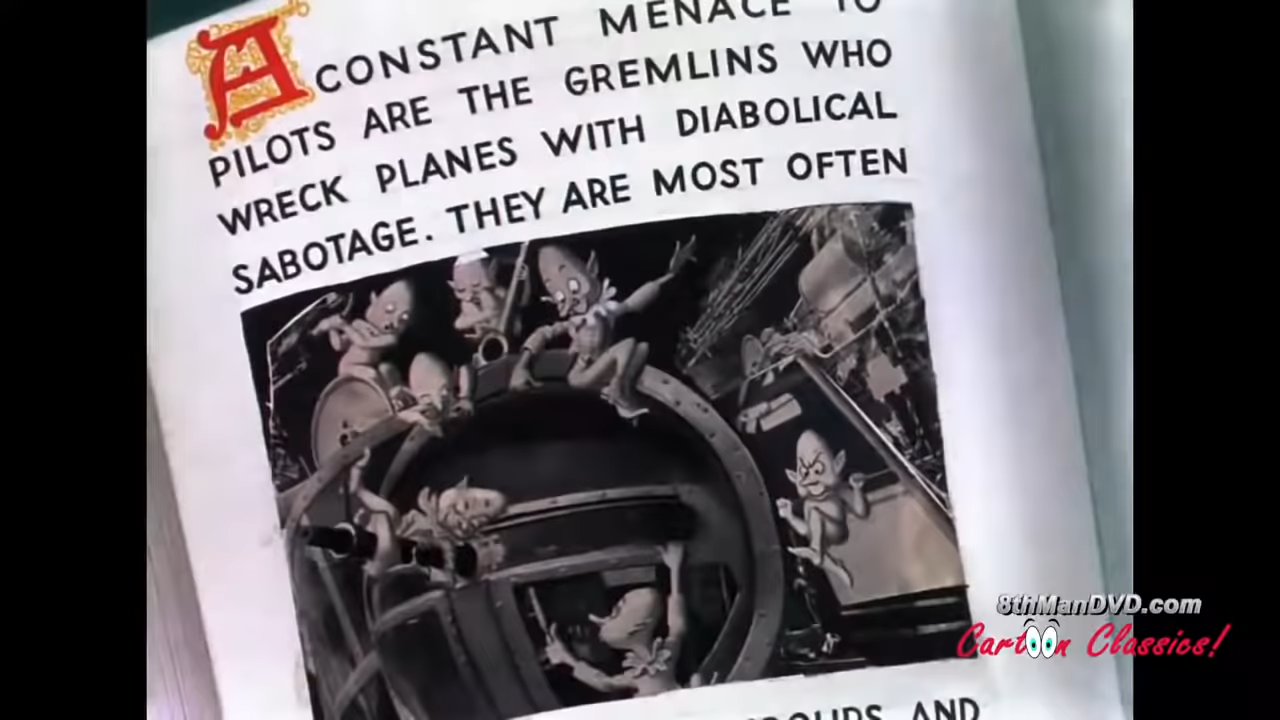 A CONSTANT MENACE TO
PILOTS ARE THE GREMLINS WHO
WRECK PLANES WITH DIABOLICAL
SABOTAGE. THEY ARE MOST OFTEN
AND
8thManDVD.com
Cartoon Classics!